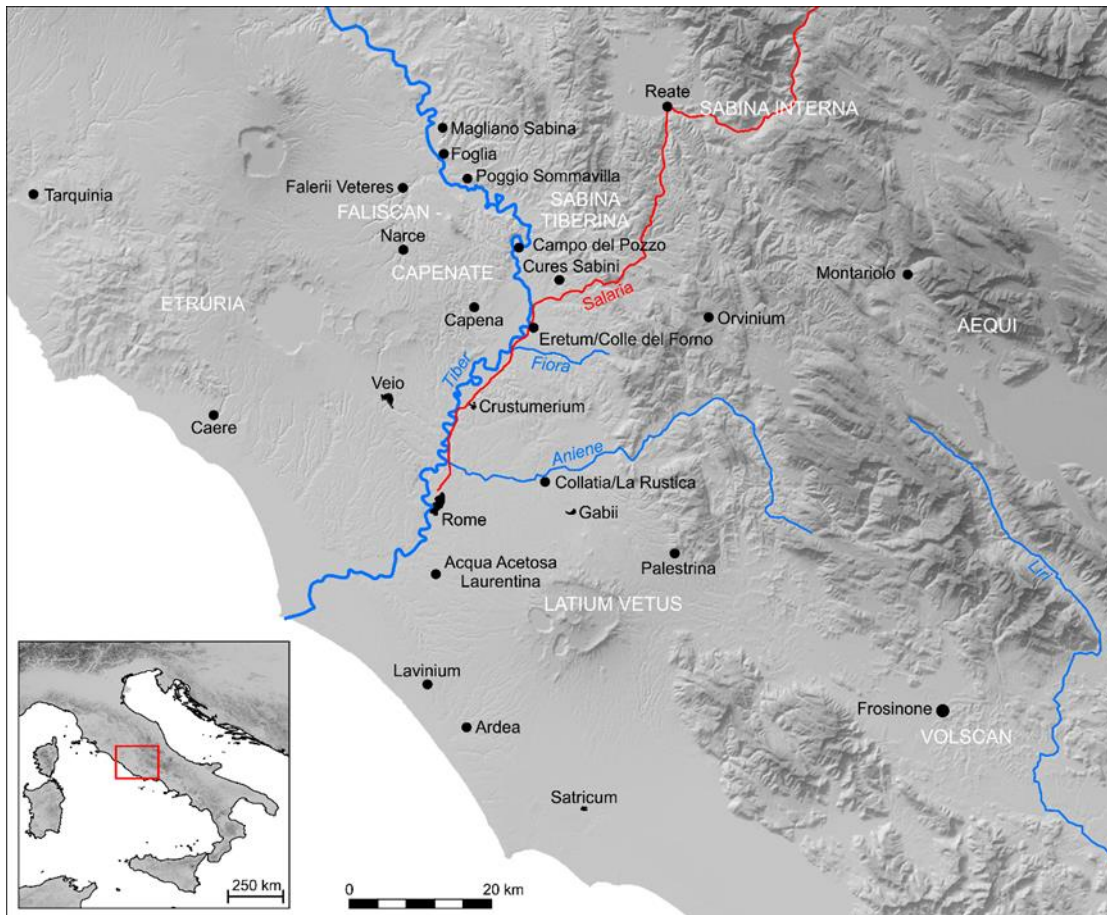 Reate
SABINA INTERNA
Magliano Sabina
Foglia
Poggio Sommavilla
Tarquinia
Falerii Veteres
SABINA
TIBERINA
FALISCAN -
Narce
Campo del Pozzo
CAPENATE
Cures Sabini
Montariolo
ETRURIA
Salaria
Capena
Orvinium
AEQUI
Eretum/Colle del Forno
Tiber
Fiora
Veio
Crustumerium
Caere
Aniene
Collatia/La Rustica
Rome
Gabii
Acqua Acetosa
Laurentina
Palestrina
Liri
LATIUM VETUS
Lavinium
Frosinone
Ardea
VOLSCAN
Satricum
250 km
0
20 km